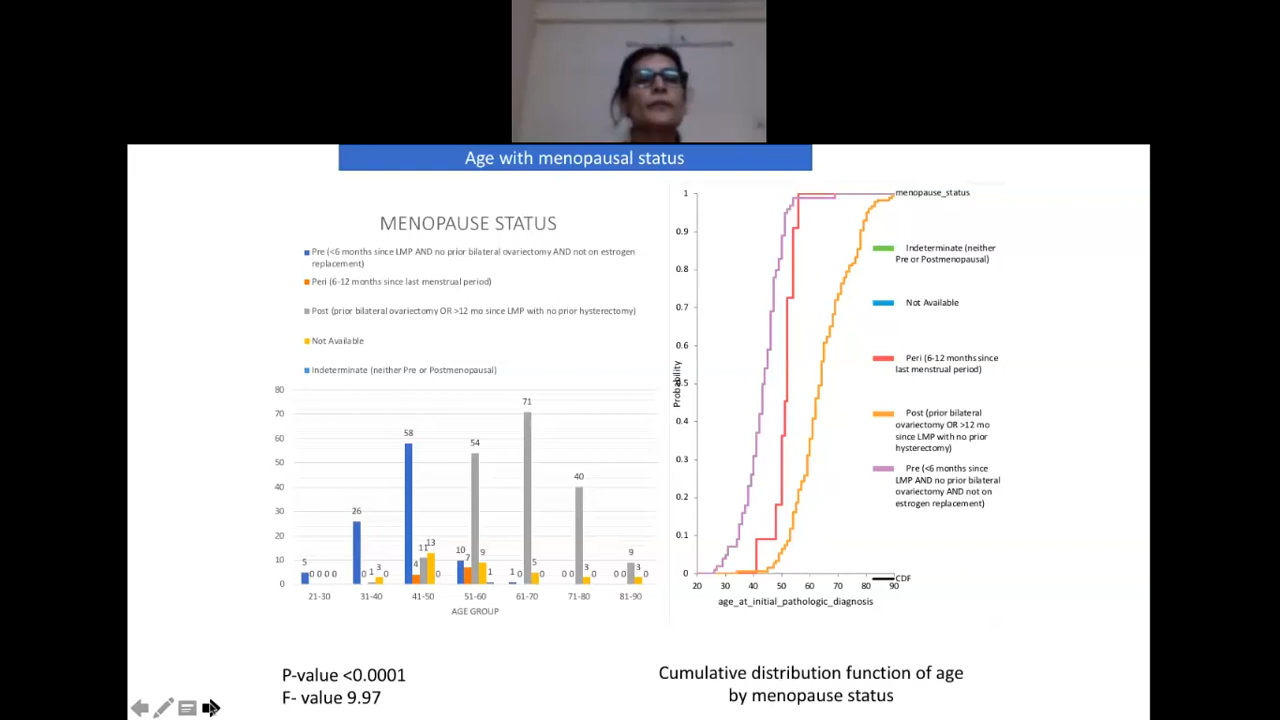 Age with menopausal status
MENOPAUSE STATUS
Pre (<6 months since LMP AND no prior bilateral ovariectomy AND not on estrogen
replacement)
Peri (6-12 months since last menstrual period)
Post (prior bilateral ovariectomy OR >12 mo since LMP with no prior hysterectomy)
Not Available
Indeterminate (neither Pre or Postmenopausal)
80
70
60
50
40
30
20
10
0
5 0 0 0 0
26 0 1 3 0
58 4 11 13 0
10 7 54 9 1
1 0 71 5 0
0 0 40 3 0
0 0 9 3 0
21-30 31-40 41-50 51-60 61-70 71-80 81-90
AGE GROUP
1
0.9
0.8
0.7
0.6
0.5
0.4
0.3
0.2
0.1
0
Probability
20 30 40 50 60 70 80 90
age_at_initial_pathologic_diagnosis
menopause_status
Indeterminate (neither
Pre or Postmenopausal)
Not Available
Peri (6-12 months since
last menstrual period)
Post (prior bilateral
ovariectomy OR >12 mo
since LMP with no prior
hysterectomy)
Pre (<6 months since
LMP AND no prior bilateral
ovariectomy AND not on
estrogen replacement)
CDF
P-value <0.0001
F- value 9.97
Cumulative distribution function of age
by menopause status